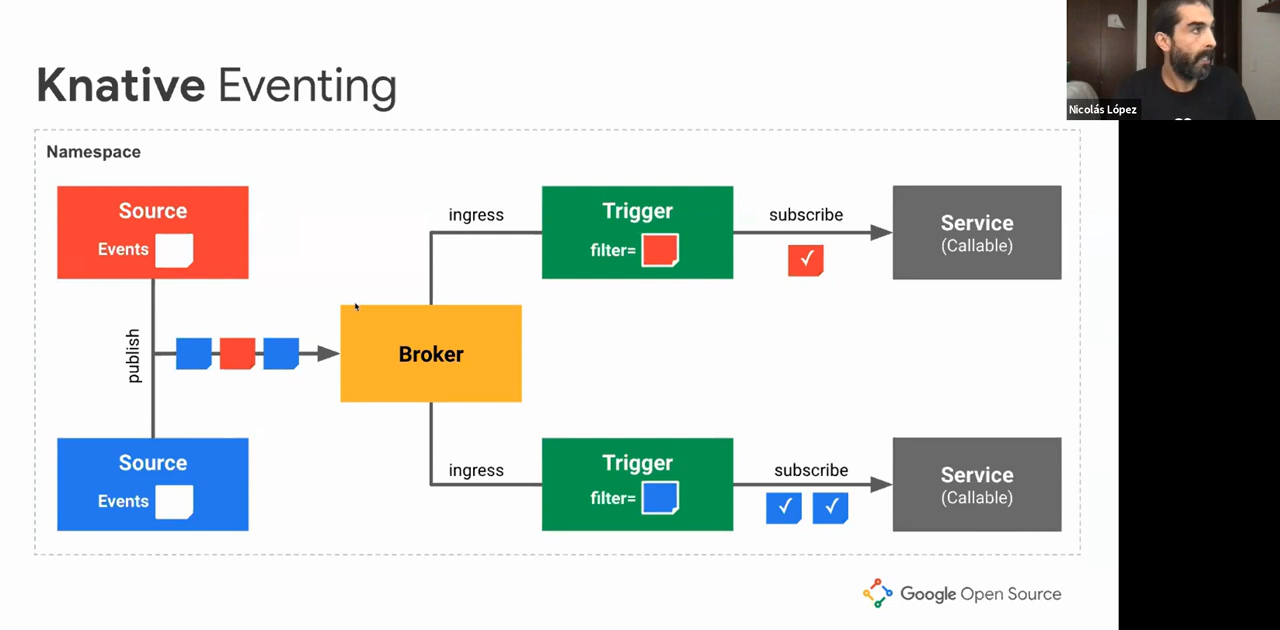 Knative Eventing
Nicolás López
Namespace
Source
Events
ingress
Trigger
filter=
subscribe
Service
(Callable)
publish
Broker
Source
Events
ingress
Trigger
filter=
subscribe
Service
(Callable)
Google Open Source